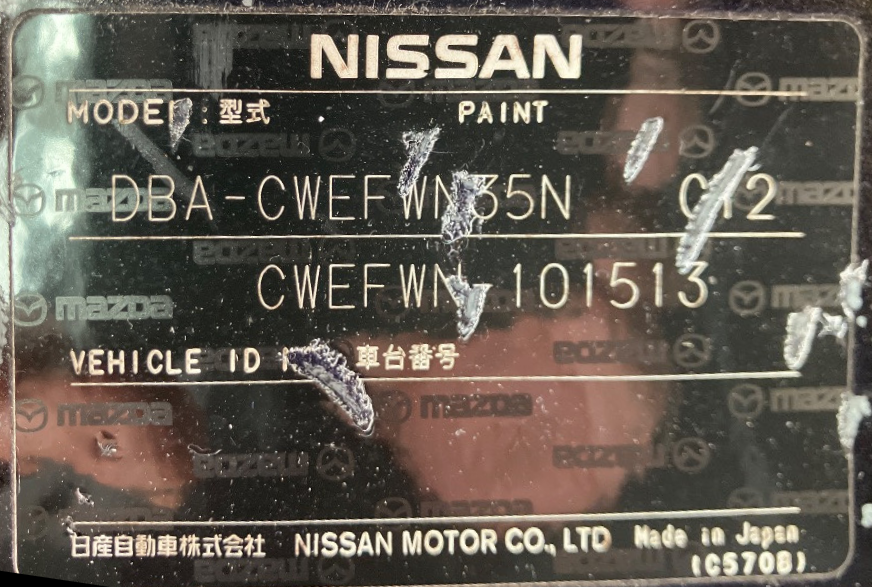 NISSAN
MODEL : 型式 PAINT
DBA-CWEFWN35N
CWEFWN 101513
VEHICLE ID 車台番号
日産自動車株式会社 NISSAN MOTOR CO., LTD Made in Japan
(C570B)